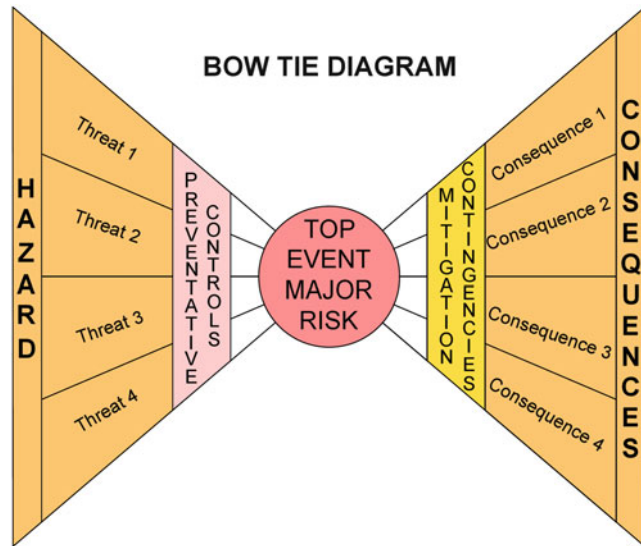 BOW TIE DIAGRAM
HAZARD
Threat 1
Threat 2
Threat 3
Threat 4
PREVENTATIVE
CONTROLS
TOP
EVENT
MAJOR
RISK
MITIGATION
CONTINGENCIES
Consequence 1
Consequence 2
Consequence 3
Consequence 4
CONSEQUENCES